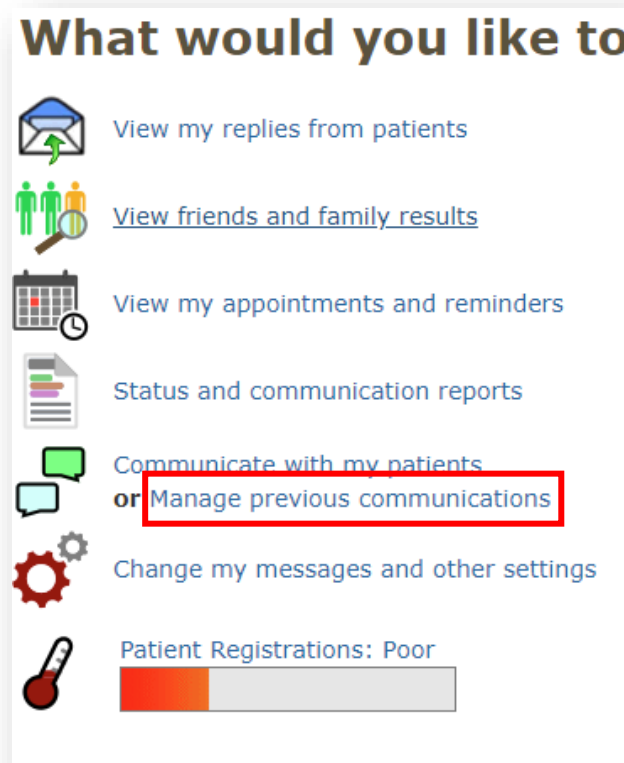 What would you like to
View my replies from patients
View friends and family results
View my appointments and reminders
Status and communication reports
Communicate with my patients
or Manage previous communications
Change my messages and other settings
Patient Registrations: Poor